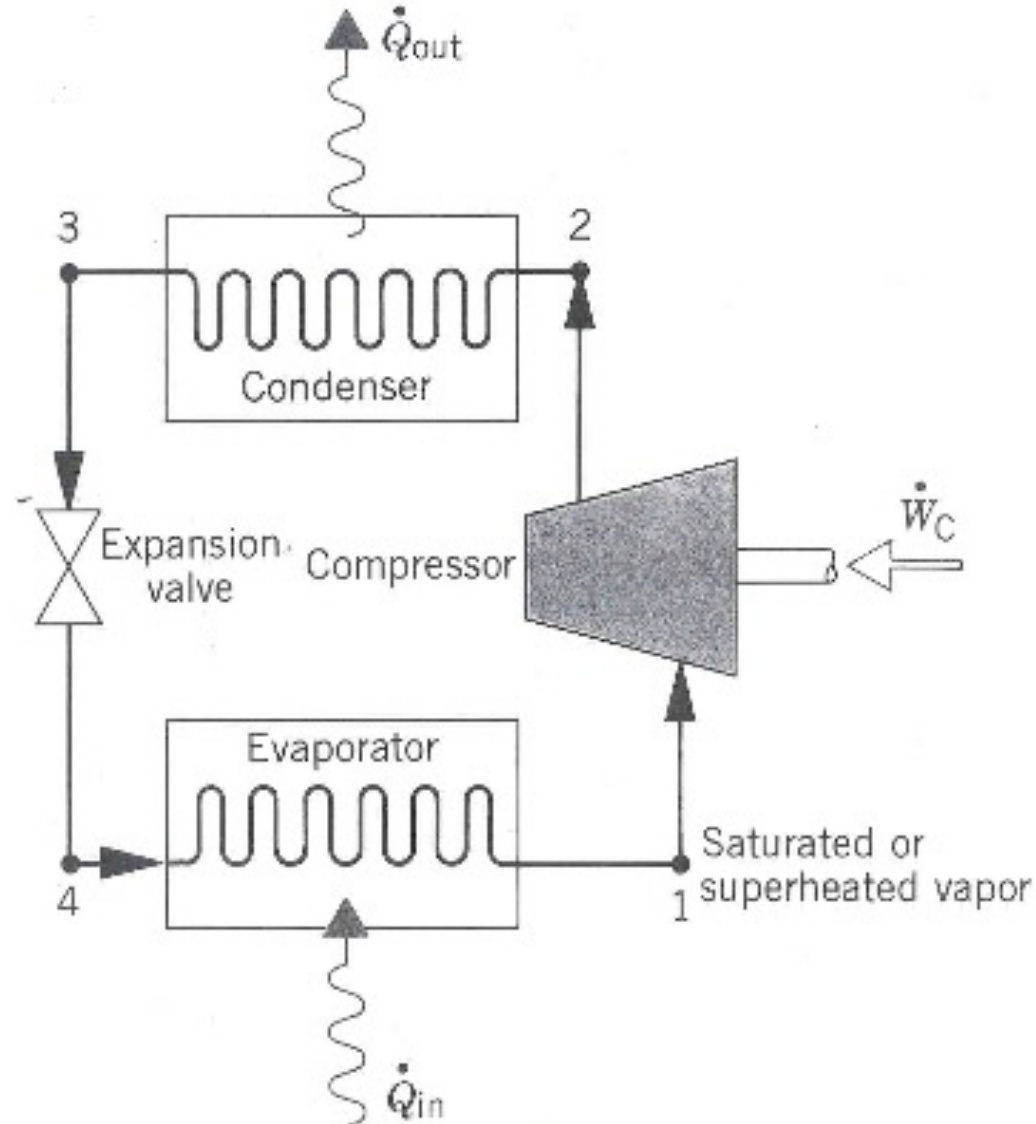 Q̇out
3
2
Condenser
Expansion
valve
Compressor
ẆC
Evaporator
4
1
Saturated or
superheated vapor
Q̇in